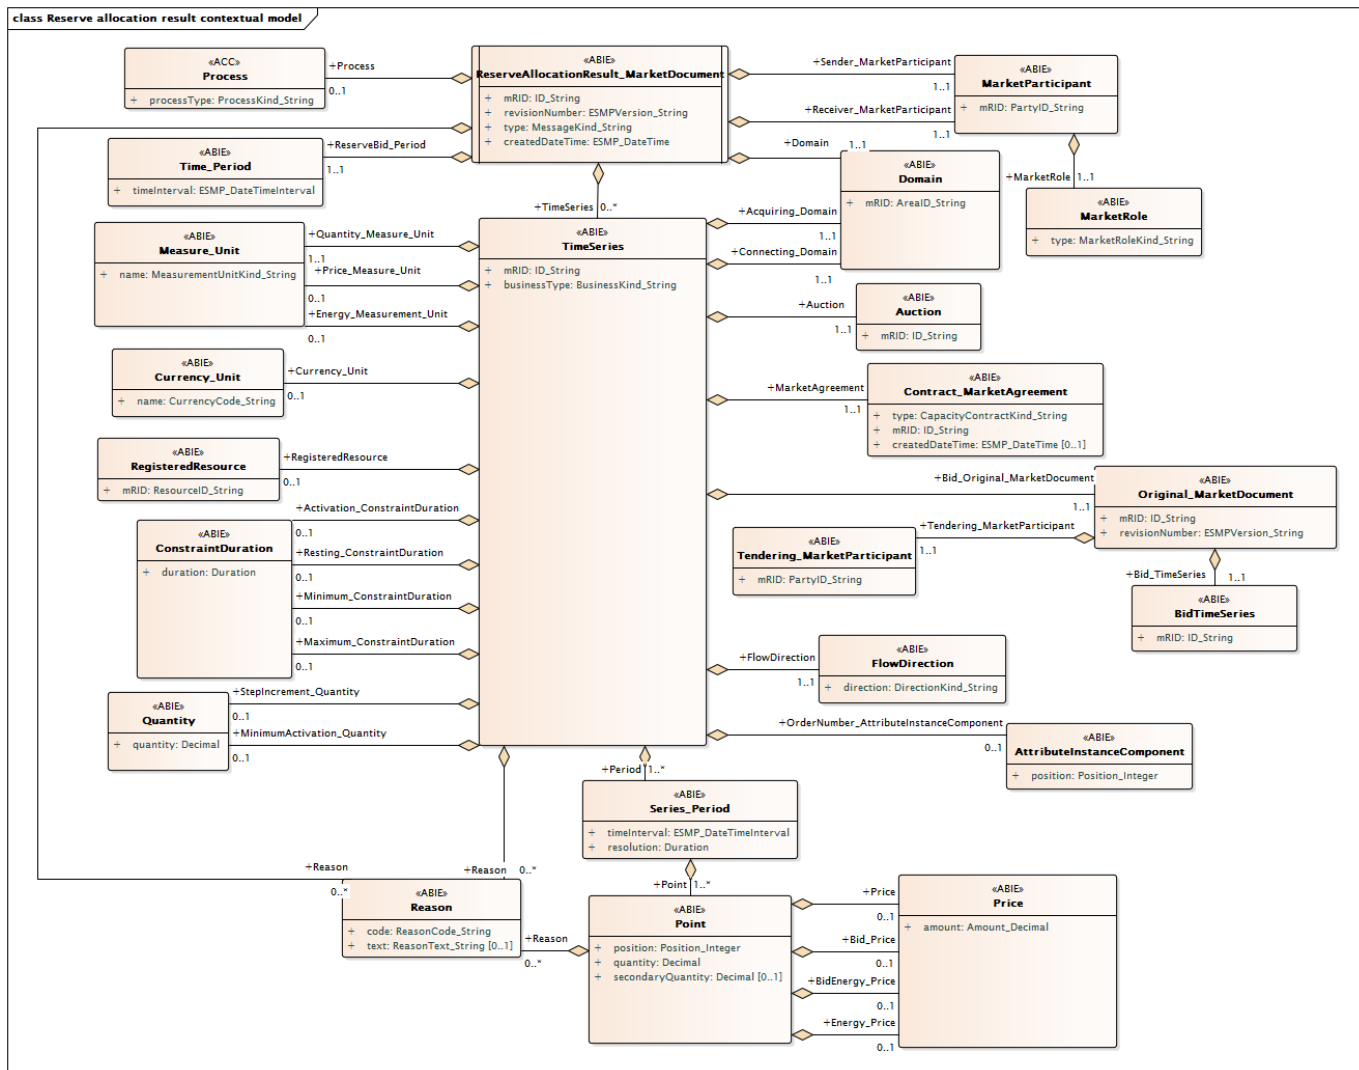 class Reserve allocation result contextual model
«ACC»
Process
+ processType: ProcessKind_String
+Process
0..1
«ABIE»
ReserveAllocationResult_MarketDocument
+ mRID: ID_String
+ revisionNumber: ESMPVersion_String
+ type: MessageKind_String
+ createdDateTime: ESMP_DateTime
+Sender_MarketParticipant
1..1
+Receiver_MarketParticipant
1..1
«ABIE»
MarketParticipant
+ mRID: PartyID_String
+ReserveBid_Period
1..1
«ABIE»
Time_Period
+ timeInterval: ESMP_DateTimeInterval
+Domain
1..1
«ABIE»
Domain
+ mRID: AreaID_String
+MarketRole
1..1
«ABIE»
MarketRole
+ type: MarketRoleKind_String
+TimeSeries
0..*
«ABIE»
TimeSeries
+ mRID: ID_String
+ businessType: BusinessKind_String
+Acquiring_Domain
1..1
+Connecting_Domain
1..1
«ABIE»
Measure_Unit
+ name: MeasurementUnitKind_String
+Quantity_Measure_Unit
1..1
+Price_Measure_Unit
0..1
+Energy_Measurement_Unit
0..1
+Auction
1..1
«ABIE»
Auction
+ mRID: ID_String
«ABIE»
Currency_Unit
+ name: CurrencyCode_String
+Currency_Unit
0..1
+MarketAgreement
1..1
«ABIE»
Contract_MarketAgreement
+ type: CapacityContractKind_String
+ mRID: ID_String
+ createdDateTime: ESMP_DateTime [0..1]
«ABIE»
RegisteredResource
+ mRID: ResourceID_String
+RegisteredResource
0..1
+Bid_Original_MarketDocument
1..1
«ABIE»
Original_MarketDocument
+ mRID: ID_String
+ revisionNumber: ESMPVersion_String
«ABIE»
ConstraintDuration
+ duration: Duration
+Activation_ConstraintDuration
0..1
+Resting_ConstraintDuration
0..1
+Minimum_ConstraintDuration
0..1
+Maximum_ConstraintDuration
0..1
«ABIE»
Tendering_MarketParticipant
+ mRID: PartyID_String
+Tendering_MarketParticipant
1..1
+Bid_TimeSeries
1..1
«ABIE»
BidTimeSeries
+ mRID: ID_String
+FlowDirection
1..1
«ABIE»
FlowDirection
+ direction: DirectionKind_String
«ABIE»
Quantity
+ quantity: Decimal
+StepIncrement_Quantity
0..1
+MinimumActivation_Quantity
0..1
+OrderNumber_AttributeInstanceComponent
0..1
«ABIE»
AttributeInstanceComponent
+ position: Position_Integer
+Period
1..*
«ABIE»
Series_Period
+ timeInterval: ESMP_DateTimeInterval
+ resolution: Duration
+Reason
0..*
+Reason
0..*
«ABIE»
Reason
+ code: ReasonCode_String
+ text: ReasonText_String [0..1]
+Reason
0..*
+Point
1..*
«ABIE»
Point
+ position: Position_Integer
+ quantity: Decimal
+ secondaryQuantity: Decimal [0..1]
+Price
0..1
+Bid_Price
0..1
+BidEnergy_Price
0..1
+Energy_Price
0..1
«ABIE»
Price
+ amount: Amount_Decimal